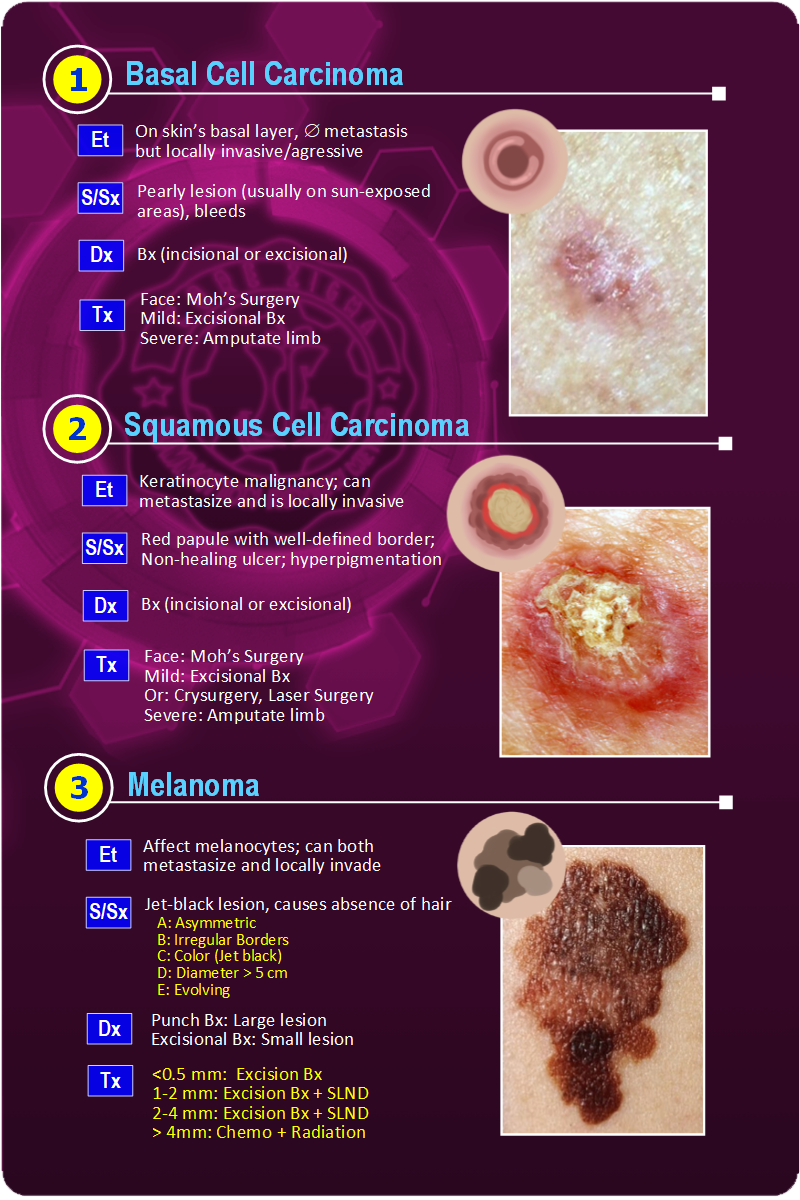 1
Basal Cell Carcinoma
Et
On skin's basal layer, ∅ metastasis
but locally invasive/agressive
S/Sx
Pearly lesion (usually on sun-exposed
areas), bleeds
Dx
Bx (incisional or excisional)
Tx
Face: Moh's Surgery
Mild: Excisional Bx
Severe: Amputate limb
2
Squamous Cell Carcinoma
Et
Keratinocyte malignancy; can
metastasize and is locally invasive
S/Sx
Red papule with well-defined border;
Non-healing ulcer; hyperpigmentation
Dx
Bx (incisional or excisional)
Tx
Face: Moh's Surgery
Mild: Excisional Bx
Or: Crysurgery, Laser Surgery
Severe: Amputate limb
3
Melanoma
Et
Affect melanocytes; can both
metastasize and locally invade
S/Sx
Jet-black lesion, causes absence of hair
A: Asymmetric
B: Irregular Borders
C: Color (Jet black)
D: Diameter > 5 cm
E: Evolving
Dx
Punch Bx: Large lesion
Excisional Bx: Small lesion
Tx
<0.5 mm: Excision Bx
1-2 mm: Excision Bx + SLND
2-4 mm: Excision Bx + SLND
> 4mm: Chemo + Radiation